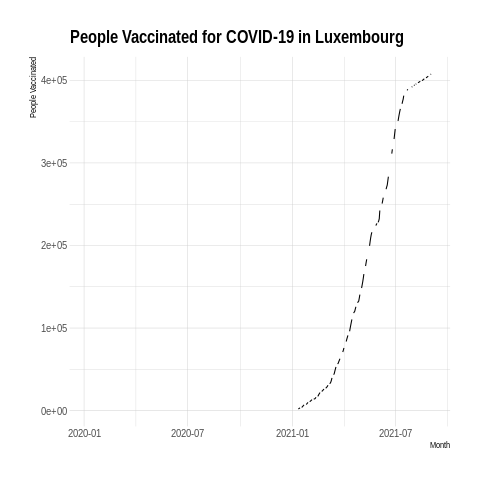 People Vaccinated for COVID-19 in Luxembourg
People Vaccinated
4e+05
3e+05
2e+05
1e+05
0e+00
2020-01 2020-07 2021-01 2021-07
Month